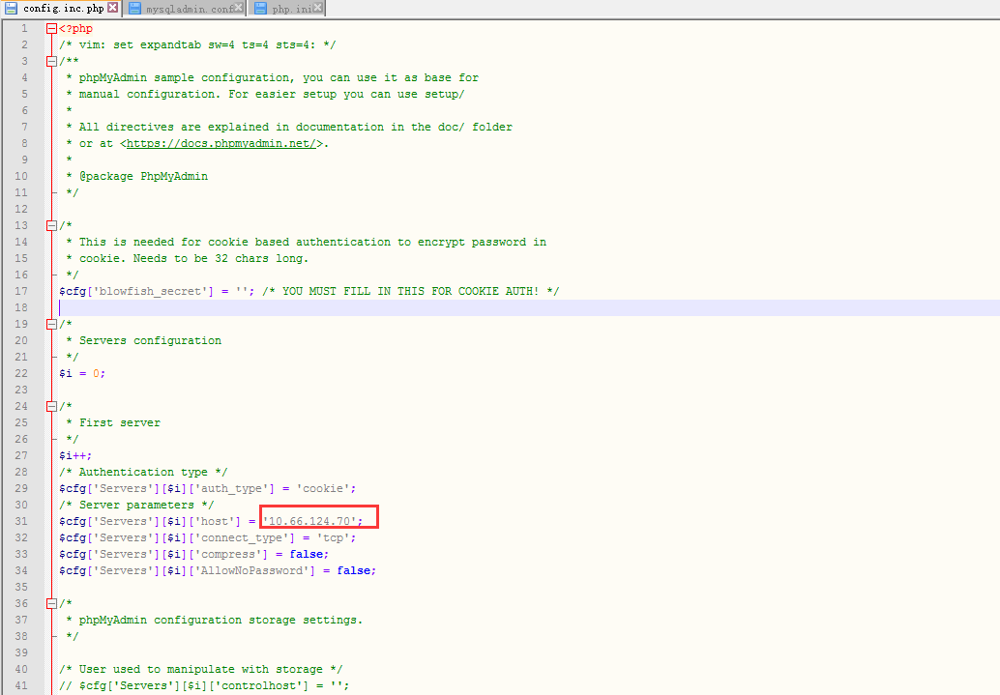 config.inc.php mysqladmin.conf php.ini
1 <?php
2 /* vim: set expandtab sw=4 ts=4 sts=4: */
3 /**
4 * phpMyAdmin sample configuration, you can use it as base for
5 * manual configuration. For easier setup you can use setup/
6 *
7 * All directives are explained in documentation in the doc/ folder
8 * or at <https://docs.phpmyadmin.net/>.
9 *
10 * @package PhpMyAdmin
11 */
12
13 /*
14 * This is needed for cookie based authentication to encrypt password in
15 * cookie. Needs to be 32 chars long.
16 */
17 $cfg['blowfish_secret'] = ''; /* YOU MUST FILL IN THIS FOR COOKIE AUTH! */
18
19 /*
20 * Servers configuration
21 */
22 $i = 0;
23
24 /*
25 * First server
26 */
27 $i++;
28 /* Authentication type */
29 $cfg['Servers'][$i]['auth_type'] = 'cookie';
30 /* Server parameters */
31 $cfg['Servers'][$i]['host'] = '10.66.124.70';
32 $cfg['Servers'][$i]['connect_type'] = 'tcp';
33 $cfg['Servers'][$i]['compress'] = false;
34 $cfg['Servers'][$i]['AllowNoPassword'] = false;
35
36 /*
37 * phpMyAdmin configuration storage settings.
38 */
39
40 /* User used to manipulate with storage */
41 // $cfg['Servers'][$i]['controlhost'] = '';